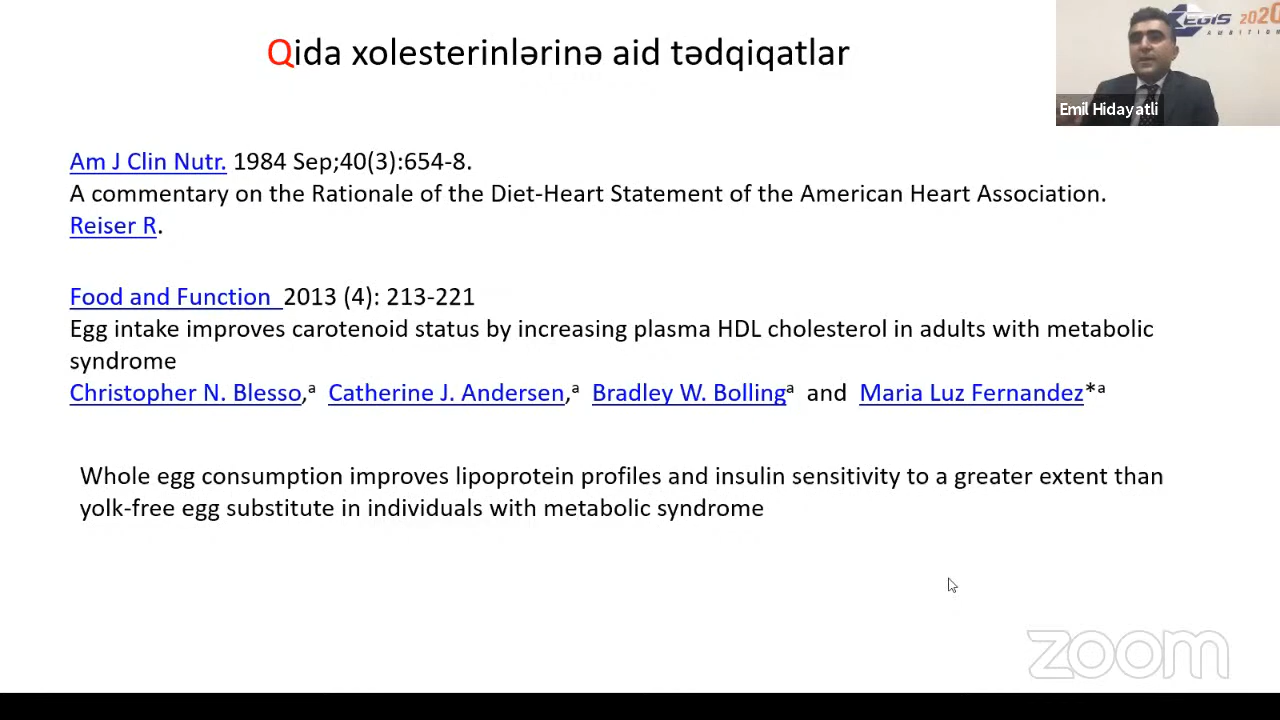 Qida xolesterinlərinə aid tədqiqatlar
EGIS 2020
AMBITION
Emil Hidayatli
Am J Clin Nutr. 1984 Sep;40(3):654-8.
A commentary on the Rationale of the Diet-Heart Statement of the American Heart Association.
Reiser R.
Food and Function 2013 (4): 213-221
Egg intake improves carotenoid status by increasing plasma HDL cholesterol in adults with metabolic
syndrome
Christopher N. Blesso,ᵃ Catherine J. Andersen,ᵃ Bradley W. Bollingᵃ and Maria Luz Fernandez*ᵃ
Whole egg consumption improves lipoprotein profiles and insulin sensitivity to a greater extent than
yolk-free egg substitute in individuals with metabolic syndrome
zoom